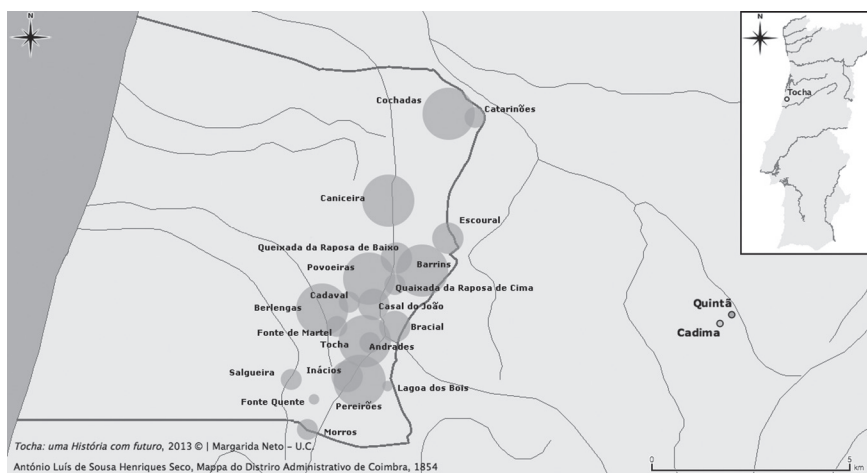 N
N
Tocha
Cochadas
Catarinões
Caniceira
Escoural
Queixada da Raposa de Baixo
Barrins
Povoeiras
Quaixada da Raposa de Cima
Cadaval
Berlengas
Casal do João
Quintã
Fonte de Martel
Bracial
Cadima
Tocha
Andrades
Salgueira
Inácios
Lagoa dos Bois
Fonte Quente
Pereirões
Morros
Tocha: uma História com futuro, 2013 © | Margarida Neto – U.C.
0 5
km
António Luís de Sousa Henriques Seco, Mappa do Distriro Administrativo de Coimbra, 1854